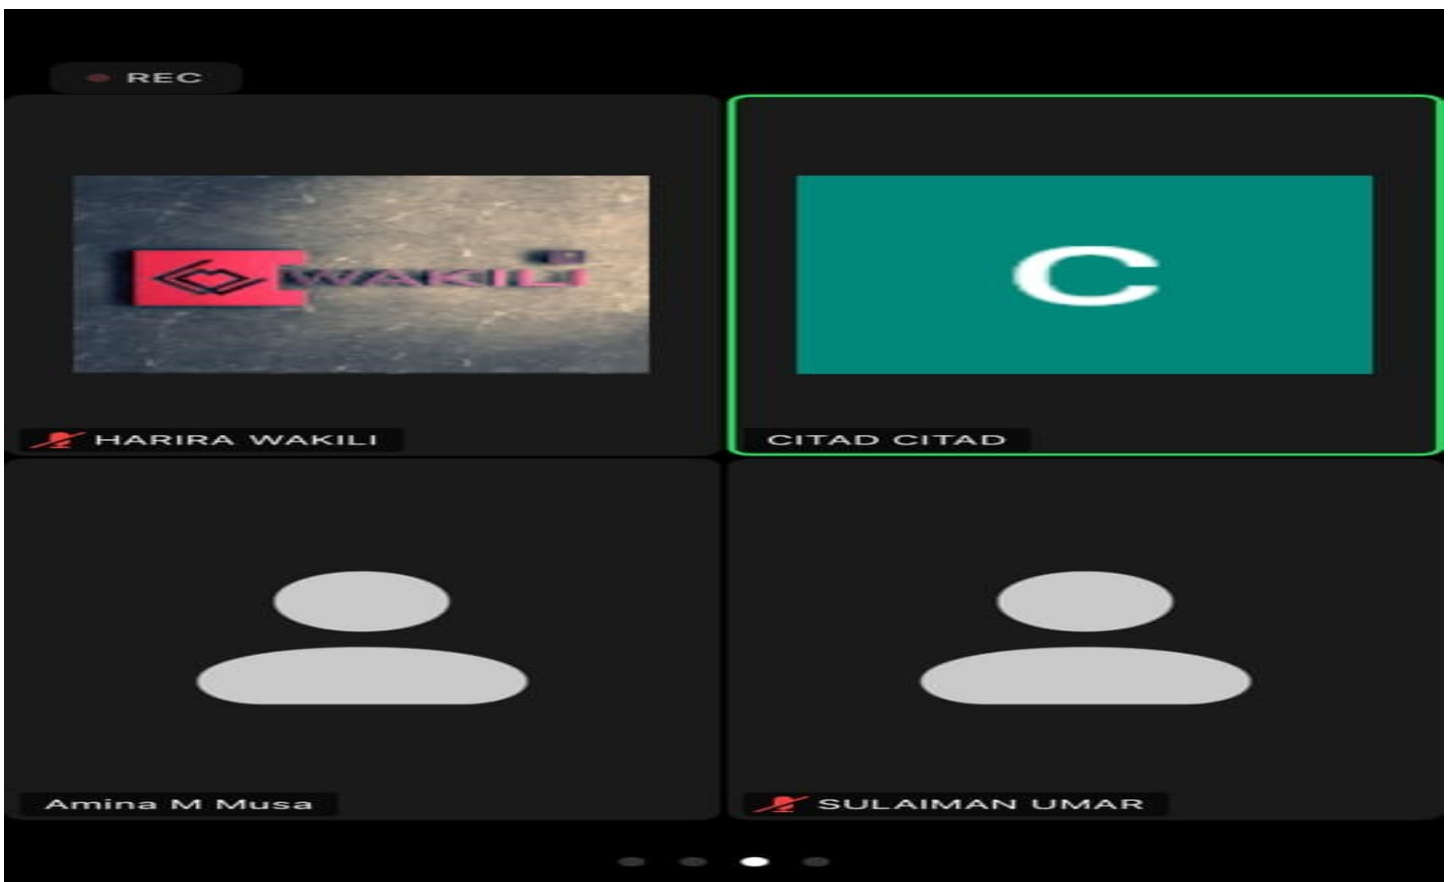 REC
WAKILI
C
HARIRA WAKILI
CITAD CITAD
Amina M Musa
SULAIMAN UMAR